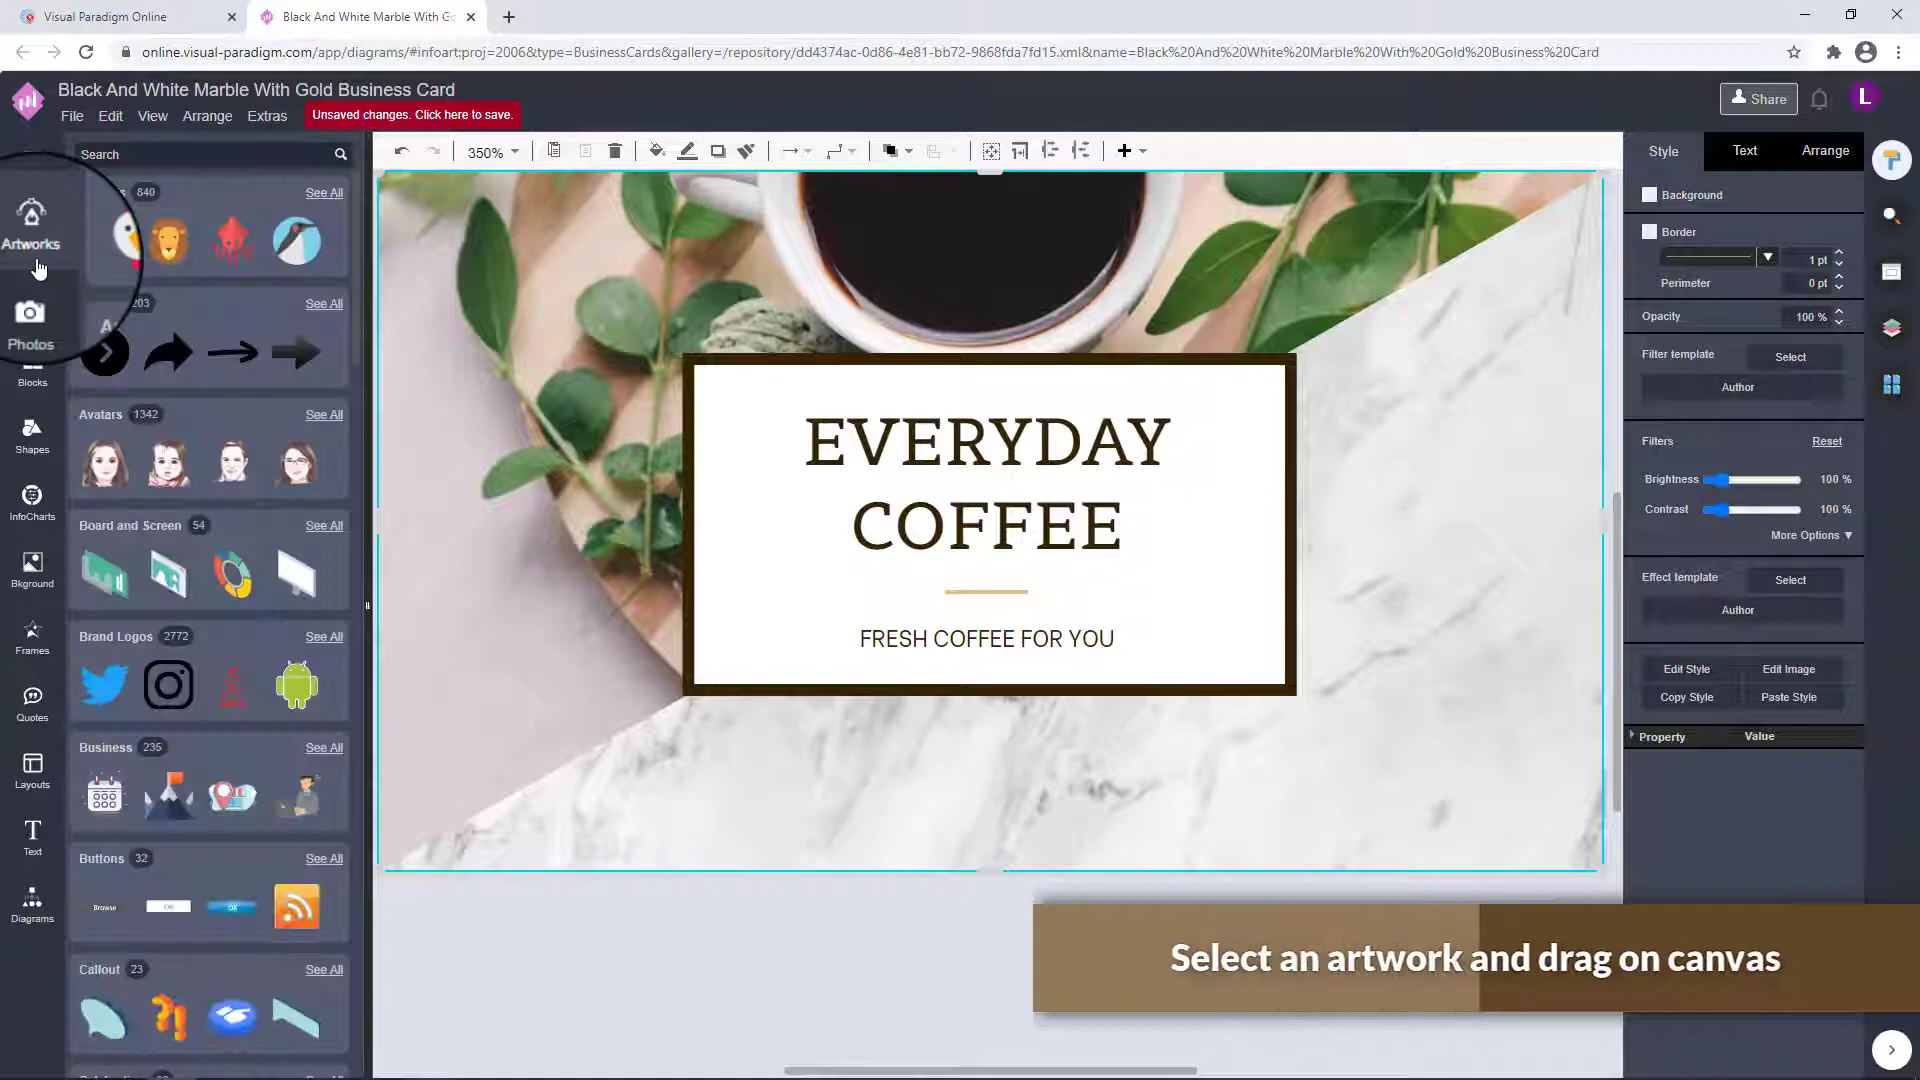 Visual Paradigm Online
Black And White Marble With Go
online.visual-paradigm.com/app/diagrams/#infoart:proj=2006&type=BusinessCards&gallery=/repository/dd4374ac-0d86-4e81-bb72-9868fda7fd15.xml&name=Black%20And%20White%20Marble%20With%20Gold%20Business%20Card
Black And White Marble With Gold Business Card
Share
L
File Edit View Arrange Extras
Unsaved changes. Click here to save.
Search
350%
Style Text Arrange
Artworks
Photos
Blocks
Shapes
InfoCharts
Bkground
Frames
Quotes
Layouts
Text
Diagrams
840 See All
203 See All
Avatars 1342 See All
Board and Screen 54 See All
Brand Logos 2772 See All
Business 235 See All
Buttons 32 See All
Browse OK OK
Callout 23 See All
EVERYDAY
COFFEE
FRESH COFFEE FOR YOU
Background
Border
1 pt
Perimeter 0 pt
Opacity 100 %
Filter template Select
Author
Filters Reset
Brightness 100 %
Contrast 100 %
More Options ▼
Effect template Select
Author
Edit Style Edit Image
Copy Style Paste Style
Property Value
Select an artwork and drag on canvas